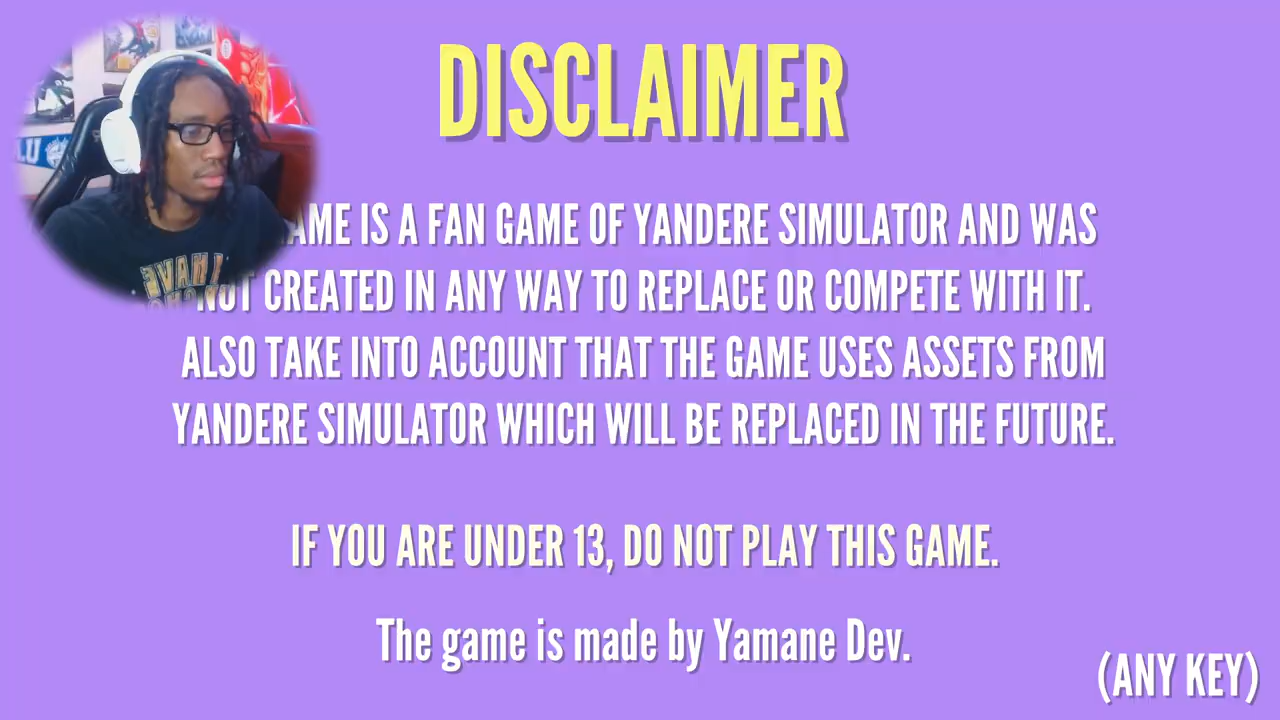 DISCLAIMER
IS A FAN GAME OF YANDERE SIMULATOR AND WAS
NOT CREATED IN ANY WAY TO REPLACE OR COMPETE WITH IT.
ALSO TAKE INTO ACCOUNT THAT THE GAME USES ASSETS FROM
YANDERE SIMULATOR WHICH WILL BE REPLACED IN THE FUTURE.
IF YOU ARE UNDER 13, DO NOT PLAY THIS GAME.
The game is made by Yamane Dev.
(ANY KEY)